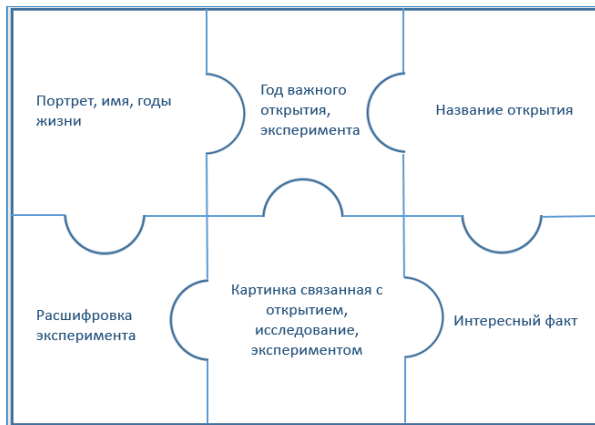 Портрет, имя, годы
жизни
Год важного
открытия,
эксперимента
Название открытия
Расшифровка
эксперимента
Картинка связанная с
открытием,
исследование,
экспериментом
Интересный факт